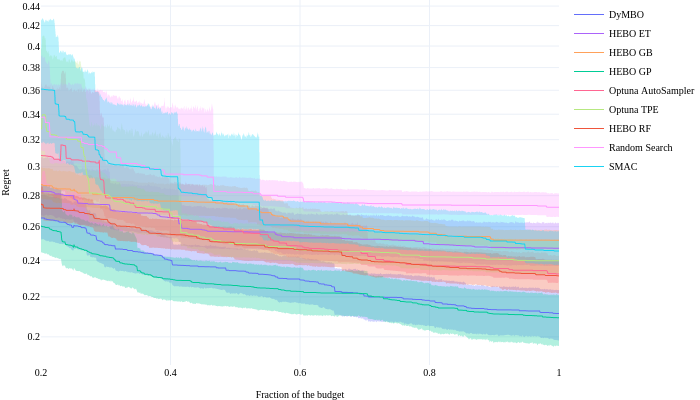 0.44
0.42
0.4
0.38
0.36
0.34
0.32
0.3
0.28
0.26
0.24
0.22
0.2
Regret
0.2
0.4
0.6
0.8
1
Fraction of the budget
DyMBO
HEBO ET
HEBO GB
HEBO GP
Optuna AutoSampler
Optuna TPE
HEBO RF
Random Search
SMAC